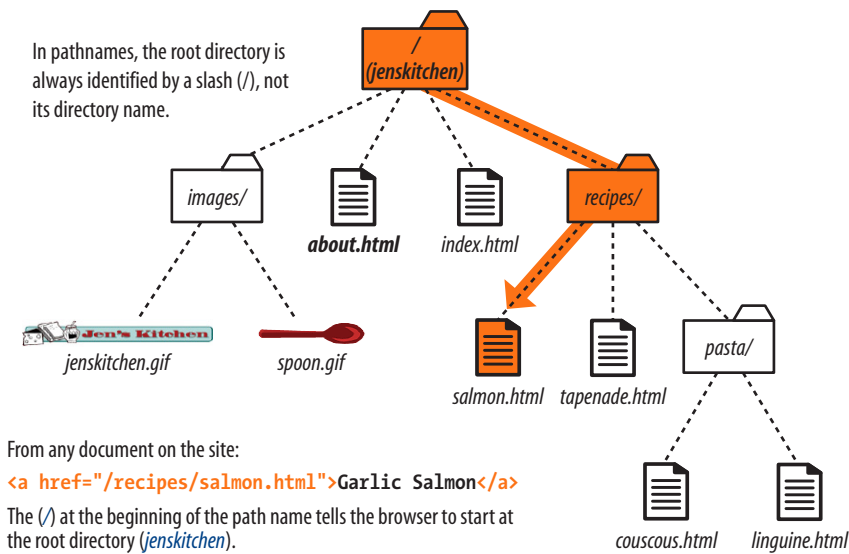 In pathnames, the root directory is
always identified by a slash (/), not
its directory name.
/
(jenskitchen)
images/
about.html
index.html
recipes/
Jen's Kitchen
jenskitchen.gif
spoon.gif
salmon.html
tapenade.html
pasta/
couscous.html
linguine.html
From any document on the site:
<a href="/recipes/salmon.html">Garlic Salmon</a>
The (/) at the beginning of the path name tells the browser to start at
the root directory (jenskitchen).